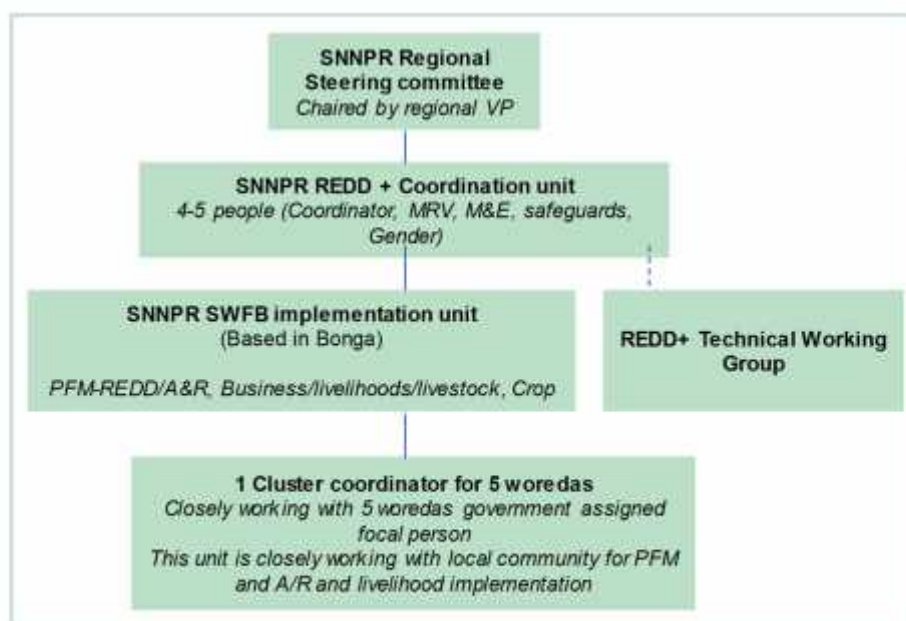 SNNPR Regional
Steering committee
Chaired by regional VP
SNNPR REDD + Coordination unit
4-5 people (Coordinator, MRV, M&E, safeguards,
Gender)
SNNPR SWFB implementation unit
(Based in Bonga)
PFM-REDD/A&R, Business/livelihoods/livestock, Crop
REDD+ Technical Working
Group
1 Cluster coordinator for 5 woredas
Closely working with 5 woredas government assigned
focal person
This unit is closely working with local community for PFM
and A/R and livelihood implementation